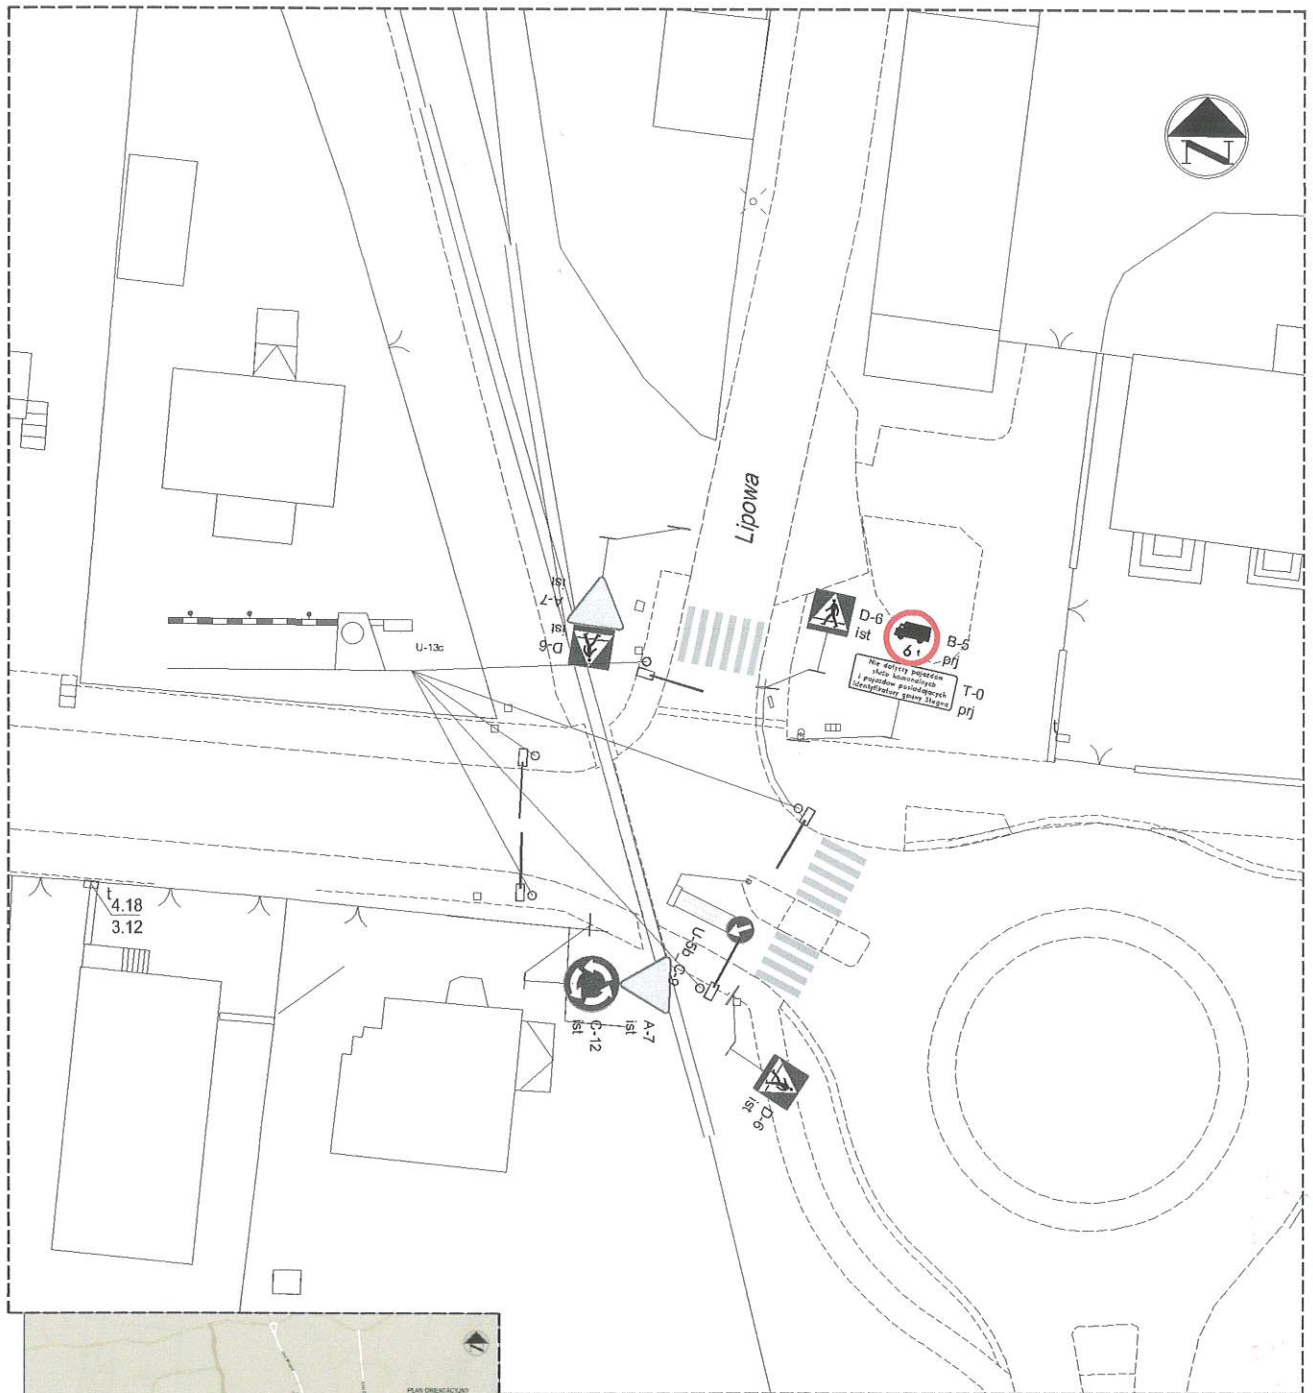 N
Lipowa
A-7
ist
D-6
ist
D-6
ist
B-5
prj
6 t
Nie dotyczy pojazdów
służb komunalnych
i pojazdów posiadających
identyfikatory gminy Stegna
T-0
prj
U-13c
t
4.18
3.12
t
U-5b
C-9
A-7
ist
C-12
ist
D-6
ist
N
PLAN ORIENTACYJNY